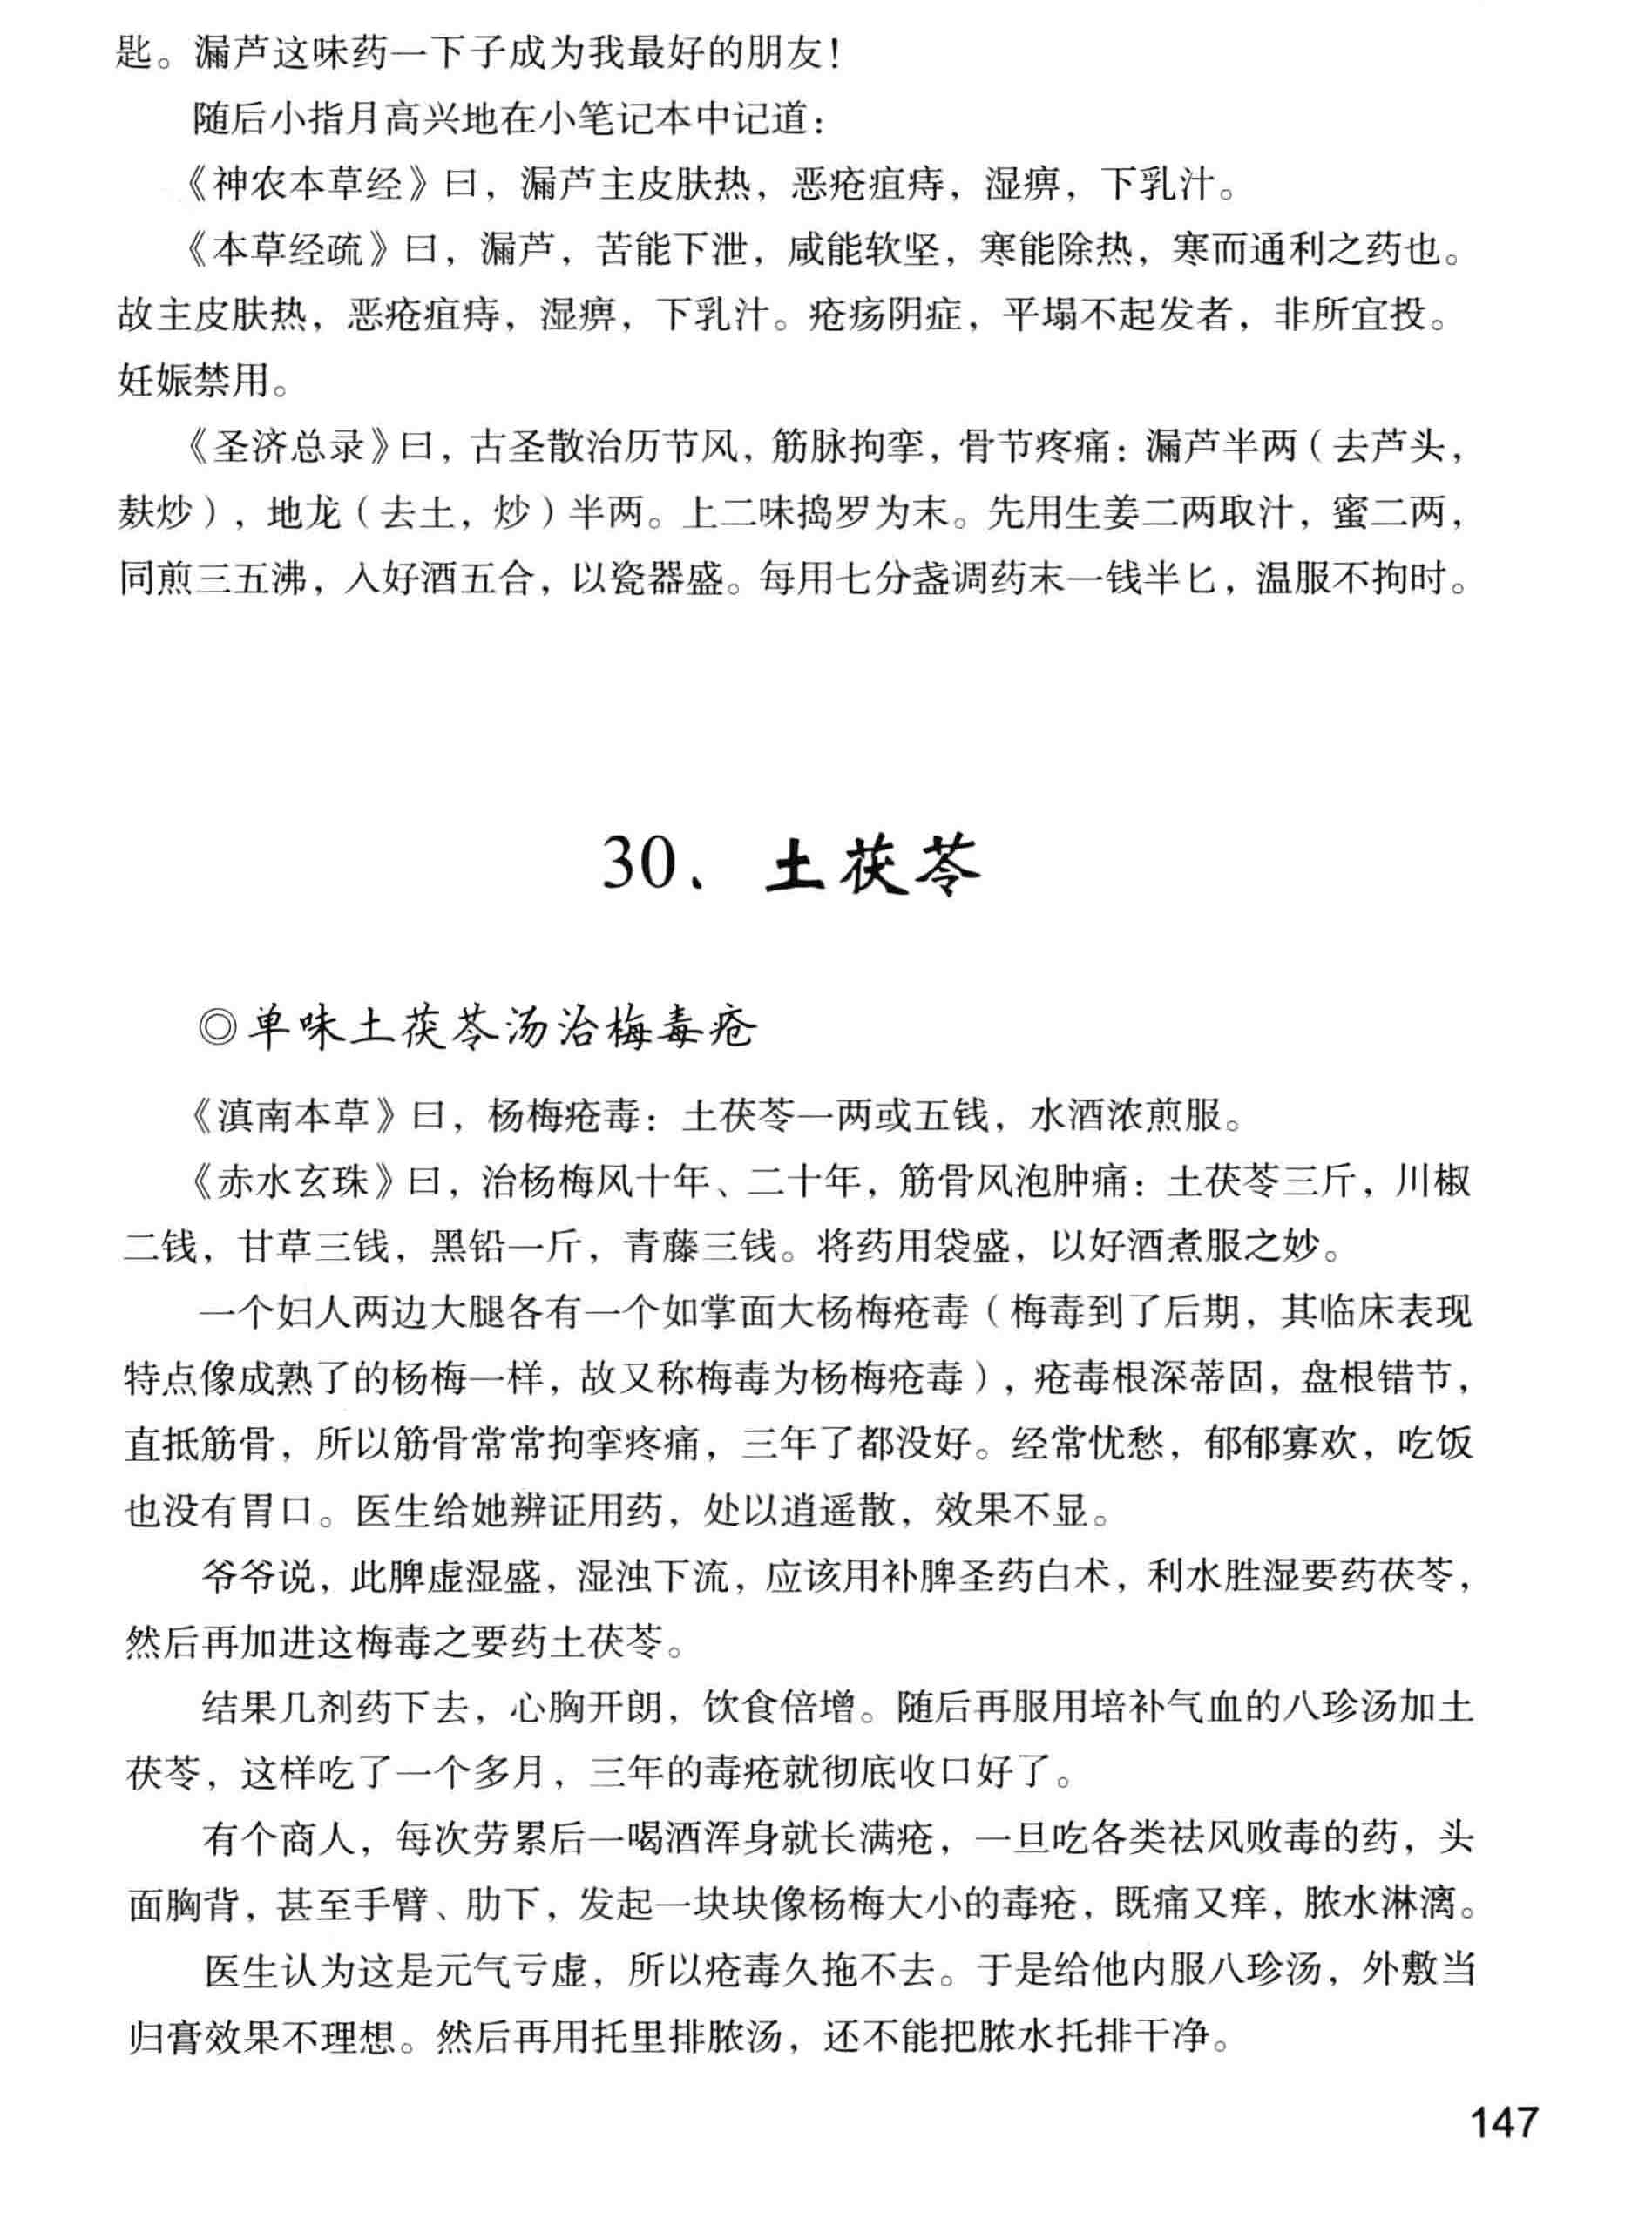 匙。漏芦这味药一下子成为我最好的朋友！
随后小指月高兴地在小笔记本中记道：
《神农本草经》曰，漏芦主皮肤热，恶疮疽痔，湿痹，下乳汁。
《本草经疏》曰，漏芦，苦能下泄，咸能软坚，寒能除热，寒而通利之药也。
故主皮肤热，恶疮疽痔，湿痹，下乳汁。疮疡阴症，平塌不起发者，非所宜投。
妊娠禁用。
《圣济总录》曰，古圣散治历节风，筋脉拘挛，骨节疼痛：漏芦半两（去芦头，
麸炒），地龙（去土，炒）半两。上二味捣罗为末。先用生姜二两取汁，蜜二两，
同煎三五沸，入好酒五合，以瓷器盛。每用七分盏调药末一钱半匕，温服不拘时。
30、土茯苓
◎单味土茯苓汤治梅毒疮
《滇南本草》曰，杨梅疮毒：土茯苓一两或五钱，水酒浓煎服。
《赤水玄珠》曰，治杨梅风十年、二十年，筋骨风泡肿痛：土茯苓三斤，川椒
二钱，甘草三钱，黑铅一斤，青藤三钱。将药用袋盛，以好酒煮服之妙。
一个妇人两边大腿各有一个如掌面大杨梅疮毒（梅毒到了后期，其临床表现
特点像成熟了的杨梅一样，故又称梅毒为杨梅疮毒），疮毒根深蒂固，盘根错节，
直抵筋骨，所以筋骨常常拘挛疼痛，三年了都没好。经常忧愁，郁郁寡欢，吃饭
也没有胃口。医生给她辨证用药，处以逍遥散，效果不显。
爷爷说，此脾虚湿盛，湿浊下流，应该用补脾圣药白术，利水胜湿要药茯苓，
然后再加进这梅毒之要药土茯苓。
结果几剂药下去，心胸开朗，饮食倍增。随后再服用培补气血的八珍汤加土
茯苓，这样吃了一个多月，三年的毒疮就彻底收口好了。
有个商人，每次劳累后一喝酒浑身就长满疮，一旦吃各类祛风败毒的药，头
面胸背，甚至手臂、肋下，发起一块块像杨梅大小的毒疮，既痛又痒，脓水淋漓。
医生认为这是元气亏虚，所以疮毒久拖不去。于是给他内服八珍汤，外敷当
归膏效果不理想。然后再用托里排脓汤，还不能把脓水托排干净。
147